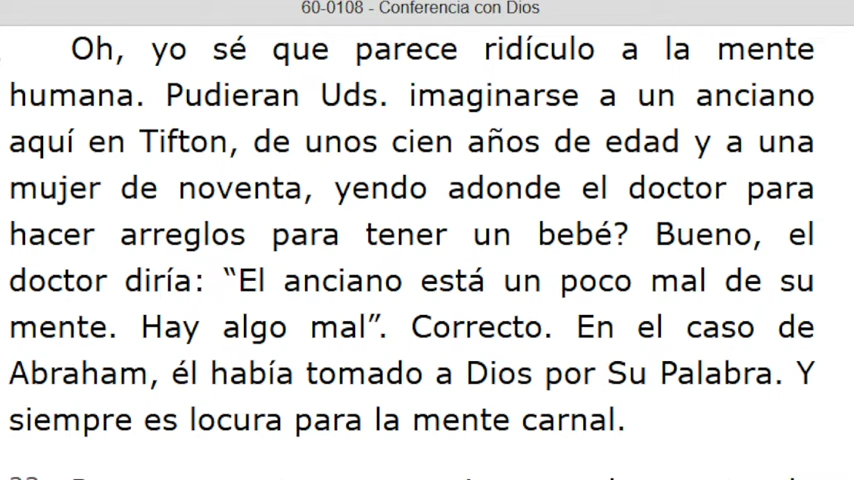 60-0108 - Conferencia con Dios
Oh, yo sé que parece ridículo a la mente
humana. Pudieran Uds. imaginarse a un anciano
aquí en Tifton, de unos cien años de edad y a una
mujer de noventa, yendo adonde el doctor para
hacer arreglos para tener un bebé? Bueno, el
doctor diría: “El anciano está un poco mal de su
mente. Hay algo mal”. Correcto. En el caso de
Abraham, él había tomado a Dios por Su Palabra. Y
siempre es locura para la mente carnal.